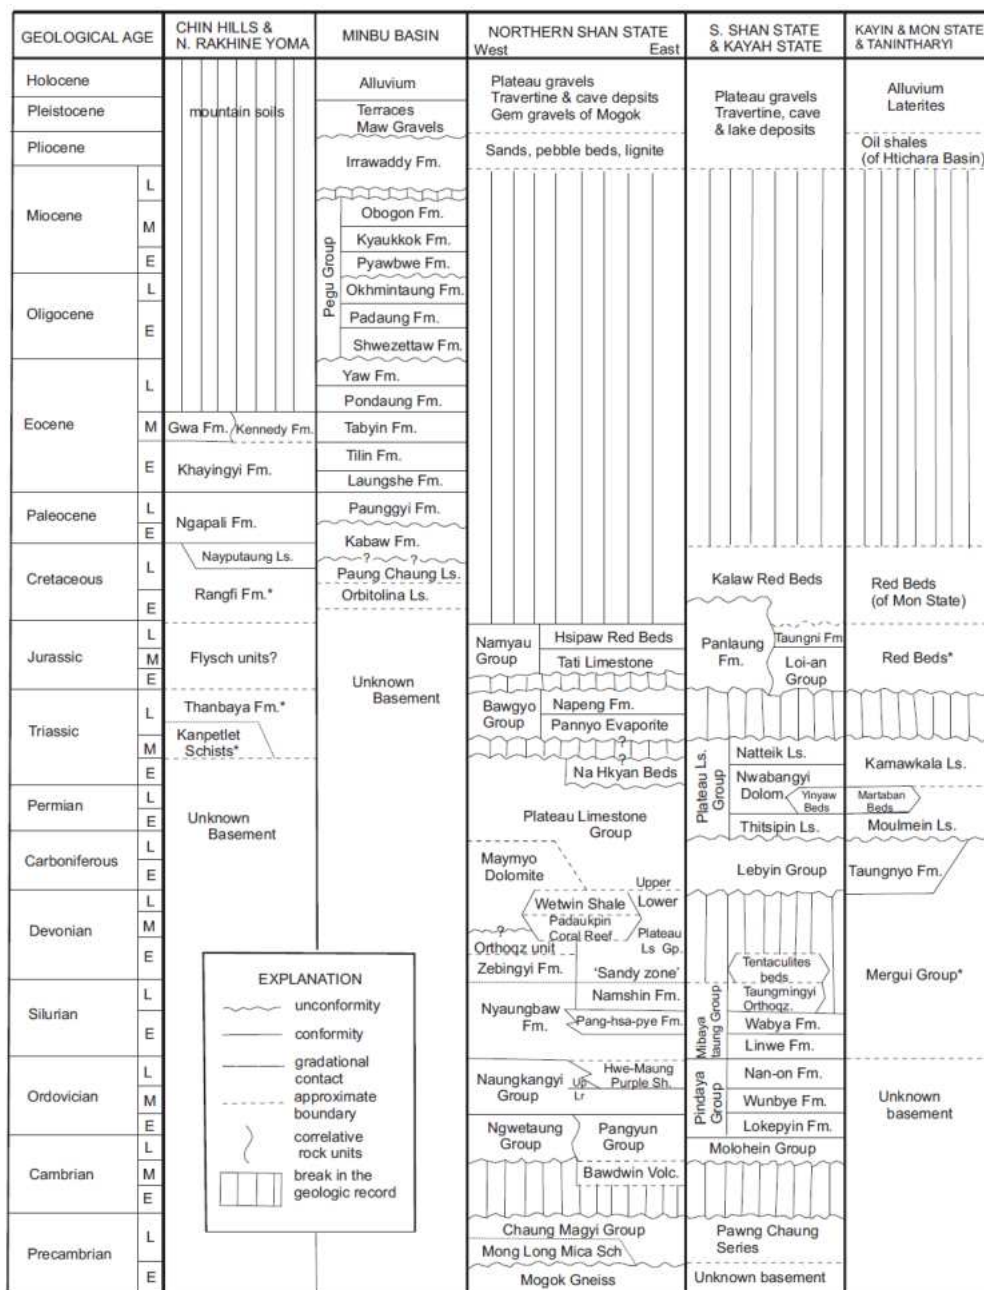 GEOLOGICAL AGE
CHIN HILLS &
N. RAKHINE YOMA
MINBU BASIN
NORTHERN SHAN STATE
West East
S. SHAN STATE
& KAYAH STATE
KAYIN & MON STATE
& TANINTHARYI
Holocene
Pleistocene
Pliocene
Miocene
L
M
E
Oligocene
L
E
Eocene
L
M
E
Paleocene
L
E
Cretaceous
L
E
Jurassic
L
M
E
Triassic
L
M
E
Permian
L
E
Carboniferous
L
E
Devonian
L
M
E
Silurian
L
E
Ordovician
L
M
E
Cambrian
L
M
E
Precambrian
L
E
mountain soils
Gwa Fm.
Kennedy Fm.
Khayingyi Fm.
Ngapali Fm.
Nayputaung Ls.
Rangfi Fm.*
Flysch units?
Thanbaya Fm.*
Kanpetlet
Schists*
Unknown
Basement
Alluvium
Terraces
Maw Gravels
Irrawaddy Fm.
Pegu Group
Obogon Fm.
Kyaukkok Fm.
Pyawbwe Fm.
Okhmintaung Fm.
Padaung Fm.
Shwezettaw Fm.
Yaw Fm.
Pondaung Fm.
Tabyin Fm.
Tilin Fm.
Laungshe Fm.
Paunggyi Fm.
Kabaw Fm.
? ?
Paung Chaung Ls.
Orbitolina Ls.
Unknown
Basement
Plateau gravels
Travertine & cave depsits
Gem gravels of Mogok
Sands, pebble beds, lignite
Namyau
Group
Hsipaw Red Beds
Tati Limestone
Bawgyo
Group
Napeng Fm.
Pannyo Evaporite
?
?
Na Hkyan Beds
Plateau Limestone
Group
Maymyo
Dolomite
Upper
Lower
Wetwin Shale
Padaukpin
Coral Reef
Plateau
Ls Gp.
?
Orthoqz unit
Zebingyi Fm.
'Sandy zone'
Namshin Fm.
Nyaungbaw
Fm.
Pang-hsa-pye Fm.
Naungkangyi
Group
Up
Lr
Hwe-Maung
Purple Sh.
Ngwetaung
Group
Pangyun
Group
Bawdwin Volc.
Chaung Magyi Group
Mong Long Mica Sch
Mogok Gneiss
Plateau gravels
Travertine, cave
& lake deposits
Kalaw Red Beds
Panlaung
Fm.
Taungni Fm
Loi-an
Group
Plateau Ls.
Group
Natteik Ls.
Nwabangyi
Dolom.
Yinyaw
Beds
Thitsipin Ls.
Lebyin Group
Tentaculites
beds
Taungmingyi
Orthoqz.
Mibaya
taung Group
Wabya Fm.
Linwe Fm.
Pindaya
Group
Nan-on Fm.
Wunbye Fm.
Lokepyin Fm.
Molohein Group
Pawng Chaung
Series
Unknown basement
Alluvium
Laterites
Oil shales
(of Htichara Basin)
Red Beds
(of Mon State)
Red Beds*
Kamawkala Ls.
Martaban
Beds
Moulmein Ls.
Taungnyo Fm.
Mergui Group*
Unknown
basement
EXPLANATION
unconformity
conformity
gradational
contact
approximate
boundary
correlative
rock units
break in the
geologic record